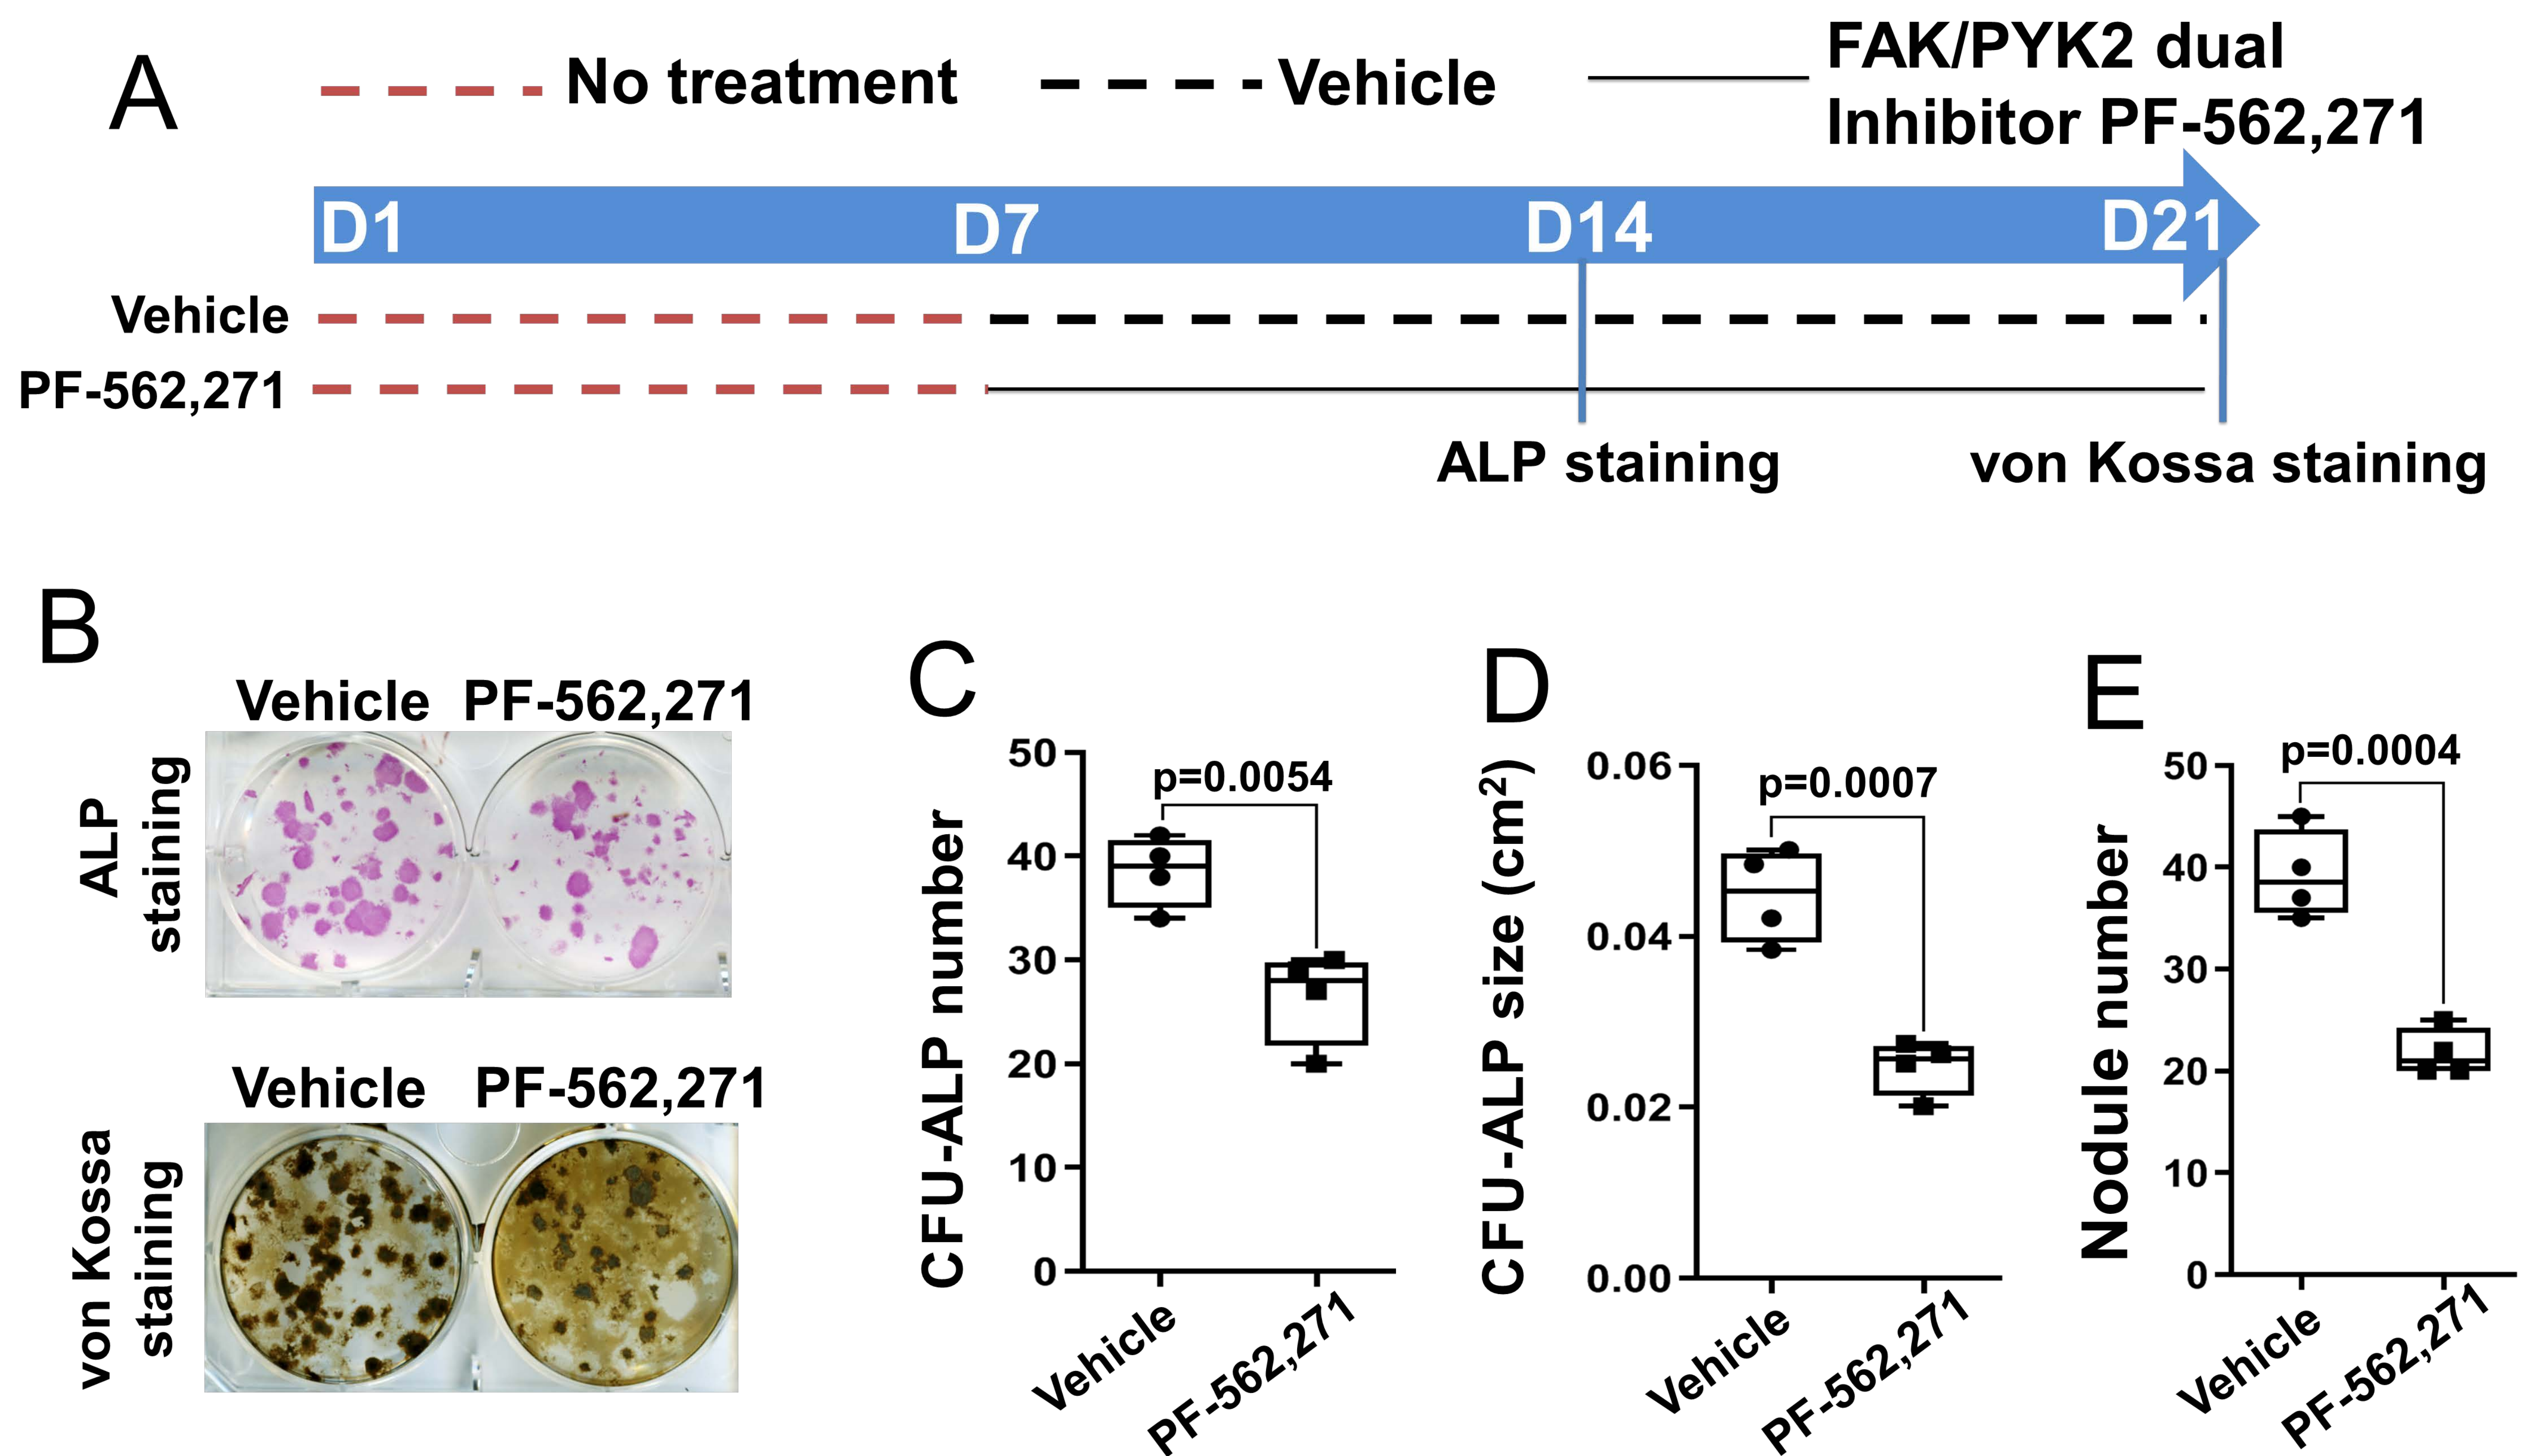 A
No treatment
Vehicle
FAK/PYK2 dual
Inhibitor PF-562,271
D1 D7 D14 D21
Vehicle
PF-562,271
ALP staining
von Kossa staining
B
Vehicle PF-562,271
ALP
staining
Vehicle PF-562,271
von Kossa
staining
C
CFU-ALP number
50
40
30
20
10
0
p=0.0054
Vehicle
PF-562,271
D
CFU-ALP size (cm²)
0.06
0.04
0.02
0.00
p=0.0007
Vehicle
PF-562,271
E
Nodule number
50
40
30
20
10
0
p=0.0004
Vehicle
PF-562,271